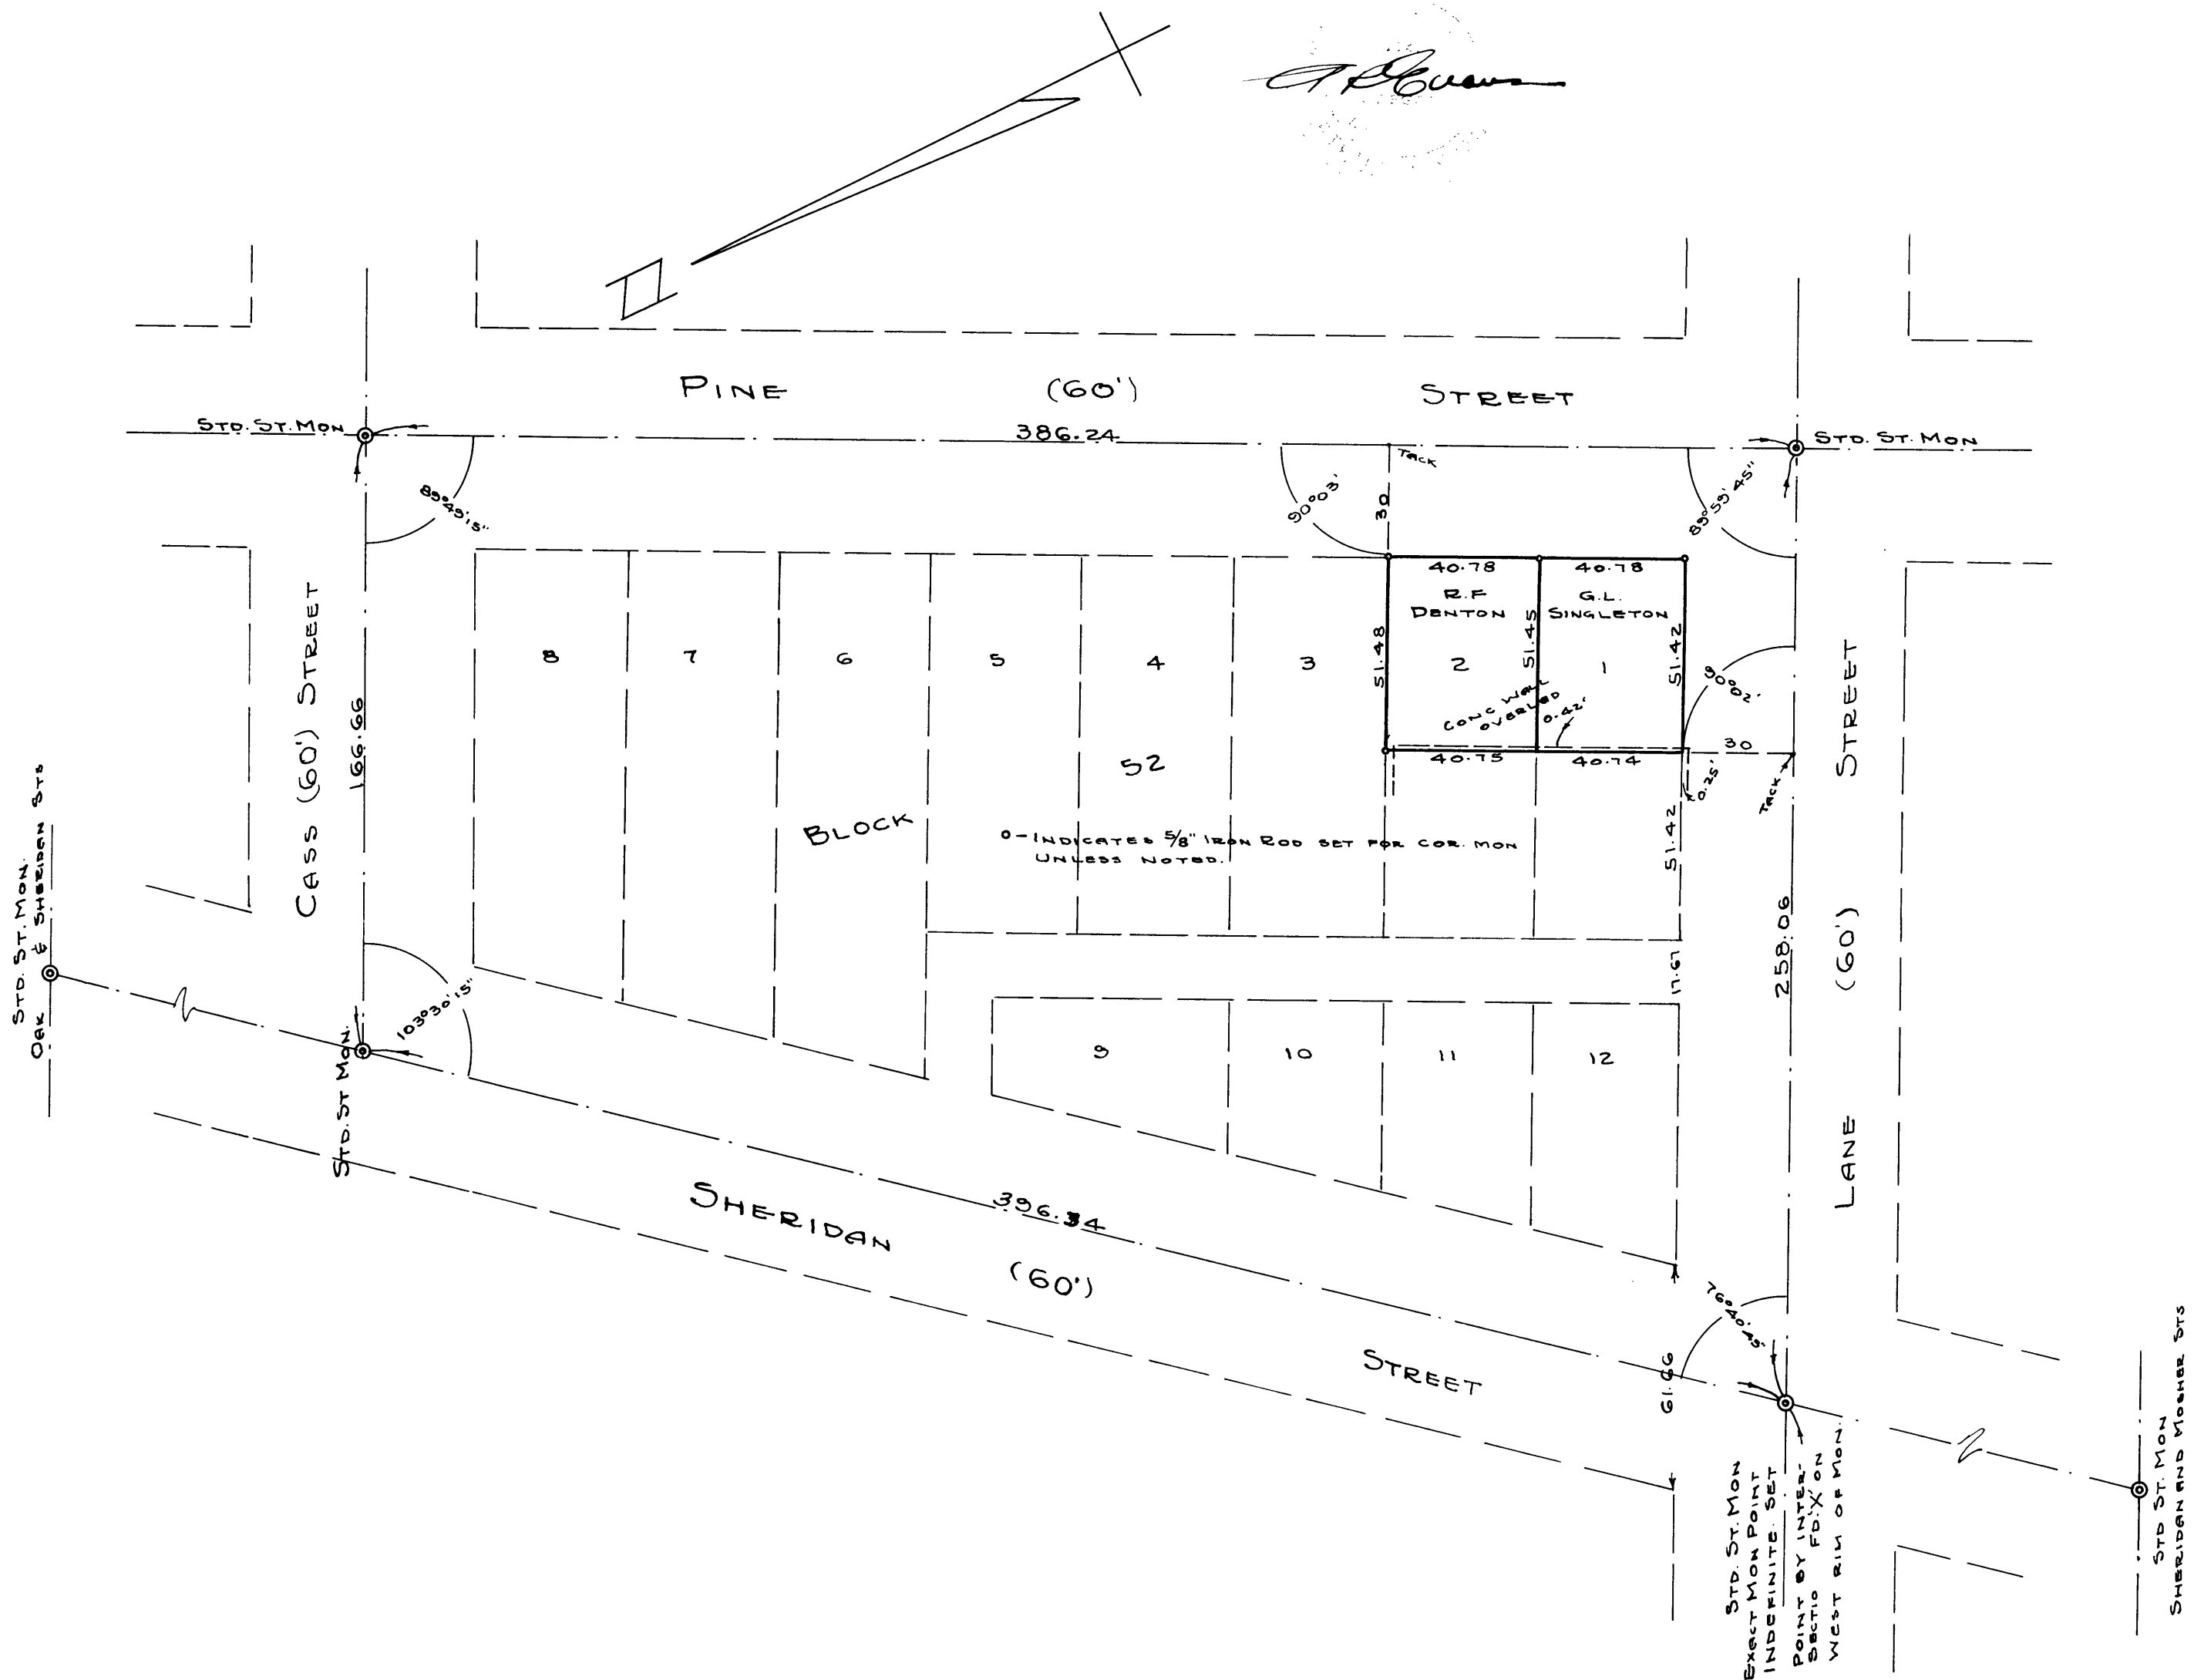 N
PINE (60') STREET
STD. ST. MON
386.24
STD. ST. MON
TACK
89°49'15"
90°03'
30
89°59'45"
40.78
40.78
R.F
DENTON
G.L.
SINGLETON
51.48
51.45
51.42
8
7
6
5
4
3
2
1
CONC WALL
OVERLAP
0.42'
90°02'
30
40.75
40.74
0.25'
TACK
CASS (60') STREET
166.66
BLOCK
52
O-INDICATES 5/8" IRON ROD SET FOR COR. MON
UNLESS NOTED.
51.42
17.67
258.06
LANE (60') STREET
STD. ST. MON.
OAK & SHERIDAN STS
103°30'15"
STD. ST MON.
9
10
11
12
SHERIDAN (60') STREET
396.34
76°40'45"
61.66
STD. ST. MON
EXACT MON POINT
INDEFINITE. SET
POINT BY INTER-
SECTIO FD. 'X' ON
WEST RIM OF MON.
STD ST. MON
SHERIDAN AND MOSHER STS